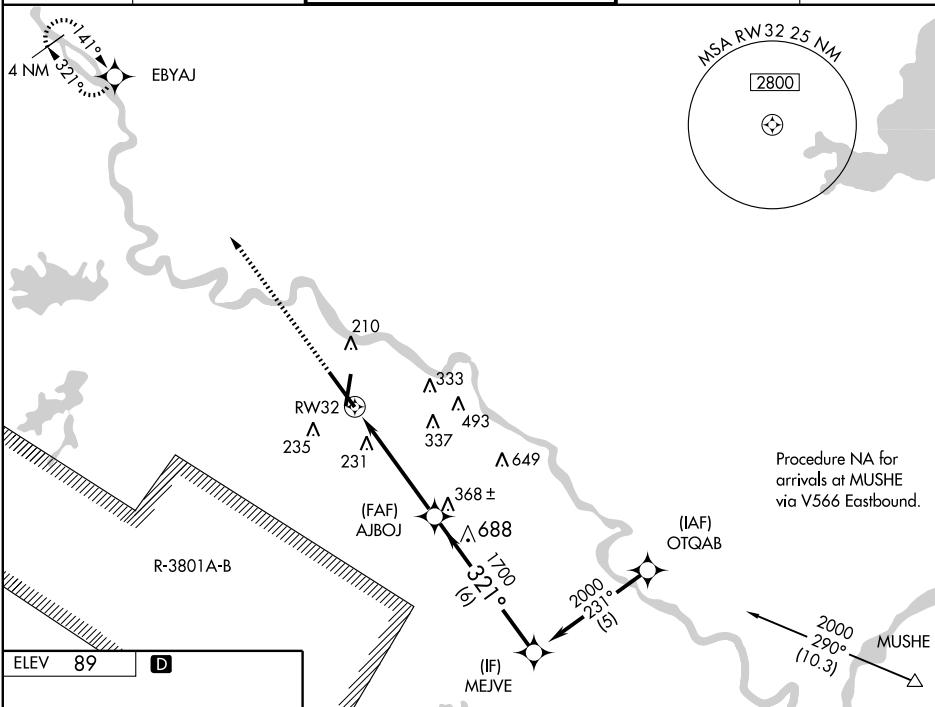 141°
321°
4 NM
EBYAJ
MSA RW32 25 NM
2800
210
333
493
337
RW32
235
231
649
Procedure NA for
arrivals at MUSHE
via V566 Eastbound.
368 ±
(FAF)
AJBOJ
688
(IAF)
OTQAB
R-3801A-B
1700
321°
(6)
2000
231°
(5)
2000
290°
(10.3)
MUSHE
(IF)
MEJVE
ELEV 89
D